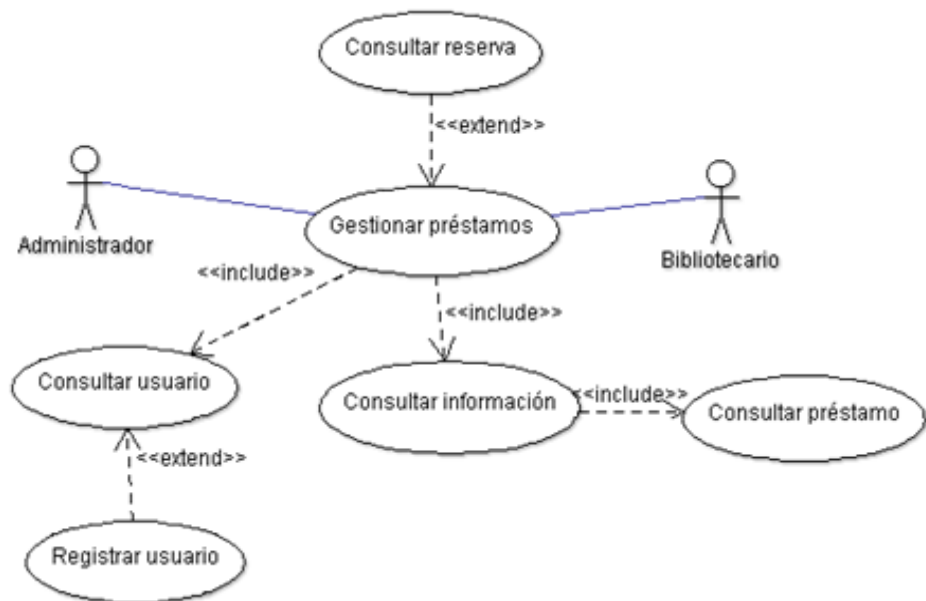 Consultar reserva
<<extend>>
Administrador
Gestionar préstamos
Bibliotecario
<<include>>
<<include>>
Consultar usuario
Consultar información
<<include>>
Consultar préstamo
<<extend>>
Registrar usuario